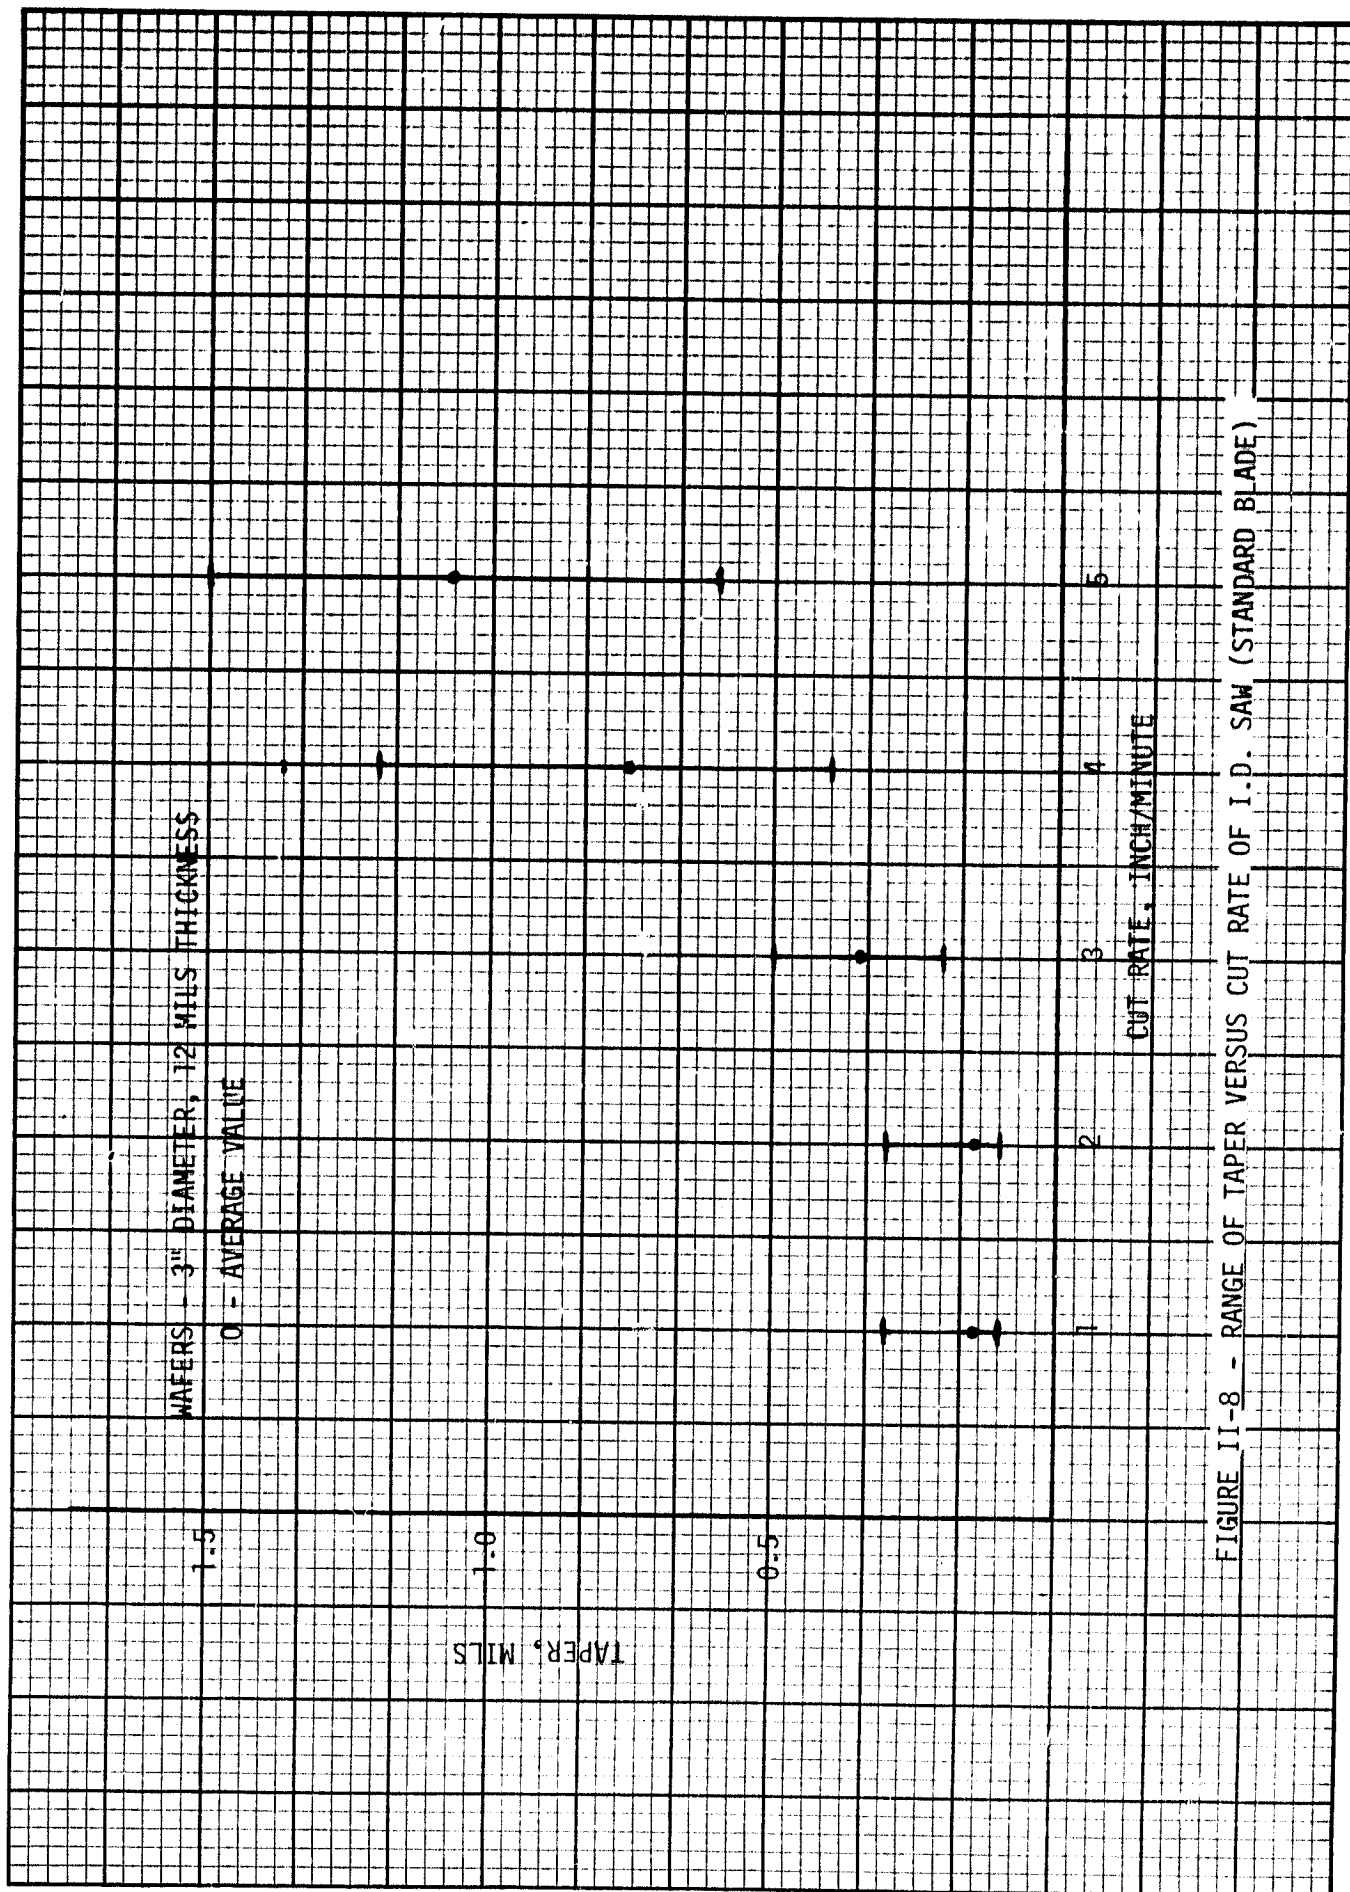 WAFERS - 3" DIAMETER, 12 MILS THICKNESS
O - AVERAGE VALUE
1.5
1.0
0.5
TAPER, MILS
1 2 3 4 5
CUT RATE, INCH/MINUTE
FIGURE II-8 - RANGE OF TAPER VERSUS CUT RATE OF I.D. SAW (STANDARD BLADE)